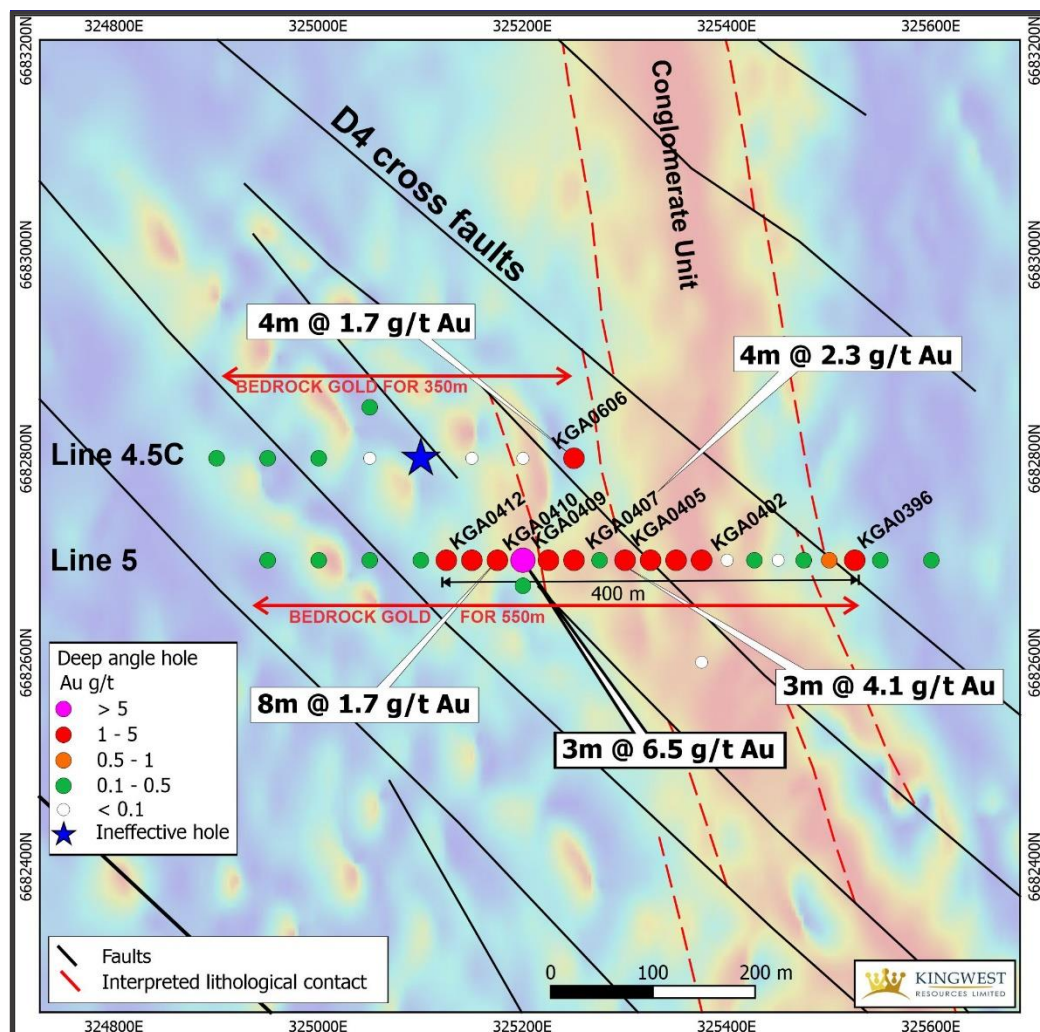 324800E
325000E
325200E
325400E
325600E
6683200N
6683200N
Conglomerate Unit
D4 cross faults
6683000N
6683000N
4m @ 1.7 g/t Au
4m @ 2.3 g/t Au
BEDROCK GOLD FOR 350m
KGA0606
6682800N
Line 4.5C
6682800N
KGA0412
KGA0410
KGA0409
KGA0407
KGA0405
KGA0402
KGA0396
Line 5
400 m
BEDROCK GOLD FOR 550m
6682600N
6682600N
Deep angle hole
Au g/t
> 5
1 - 5
0.5 - 1
0.1 - 0.5
< 0.1
Ineffective hole
8m @ 1.7 g/t Au
3m @ 4.1 g/t Au
3m @ 6.5 g/t Au
6682400N
6682400N
Faults
Interpreted lithological contact
0 100 200 m
KINGWEST
RESOURCES LIMITED
324800E
325000E
325200E
325400E
325600E